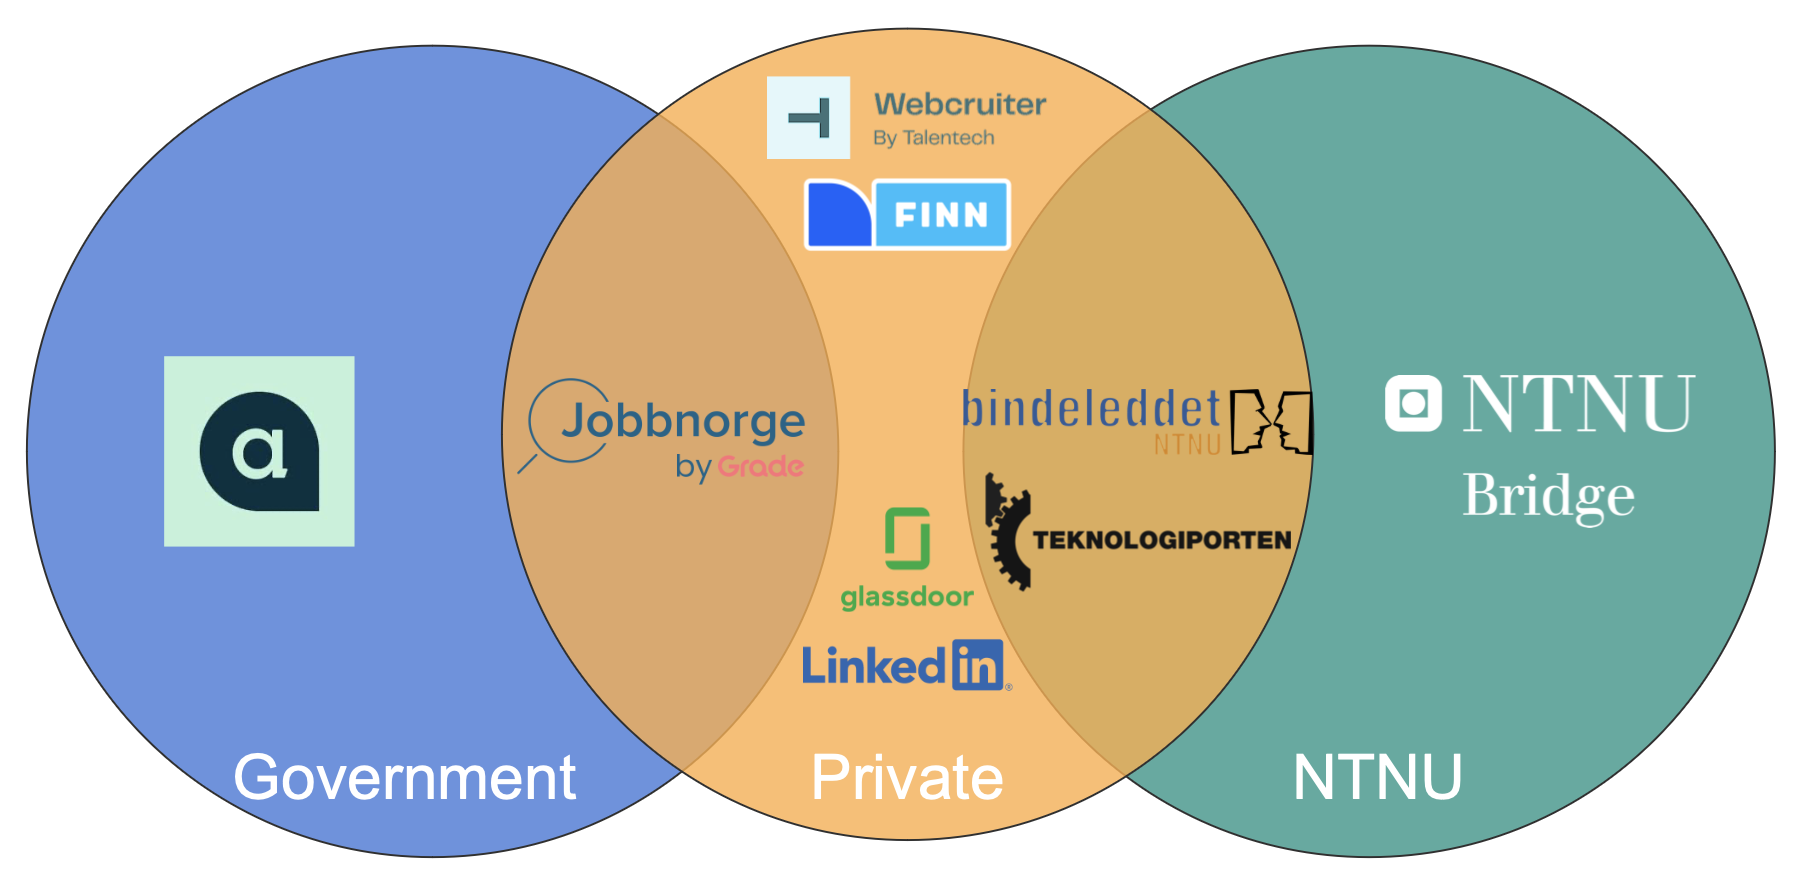 Webcruiter
By Talentech
FINN
a
Jobbnorge
by Grade
bindeleddet
NTNU
TEKNOLOGIPORTEN
NTNU
Bridge
glassdoor
Linkedin®
Government
Private
NTNU